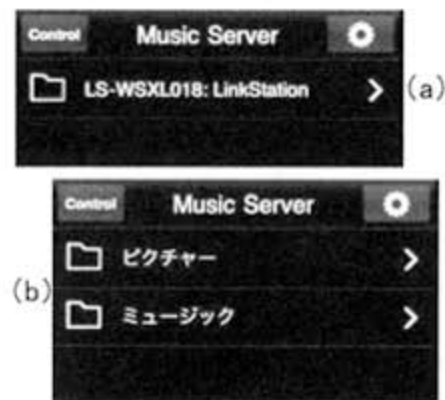 Control Music Server
LS-WSXL018: LinkStation
(a)
Control Music Server
ピクチャー
(b)
ミュージック